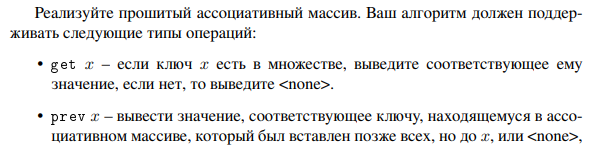 Реализуйте прошитый ассоциативный массив. Ваш алгоритм должен поддер-
живать следующие типы операций:
• get x – если ключ x есть в множестве, выведите соответствующее ему
значение, если нет, то выведите <none>.
• prev x – вывести значение, соответствующее ключу, находящемуся в ассо-
циативном массиве, который был вставлен позже всех, но до x, или <none>,